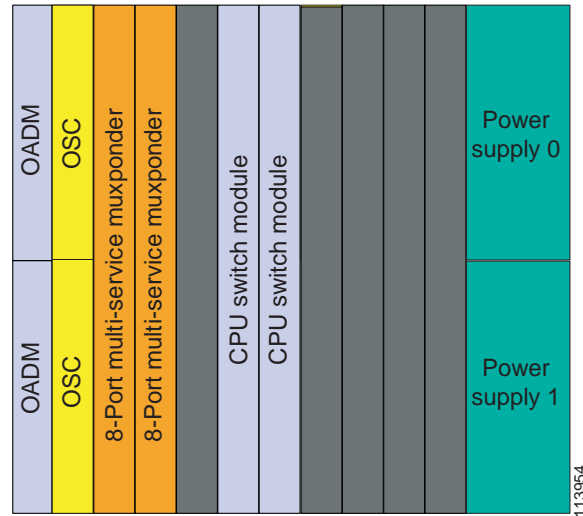 OADM
OSC
8-Port multi-service muxponder
8-Port multi-service muxponder
CPU switch module
CPU switch module
Power
supply 0
OADM
OSC
Power
supply 1
113954